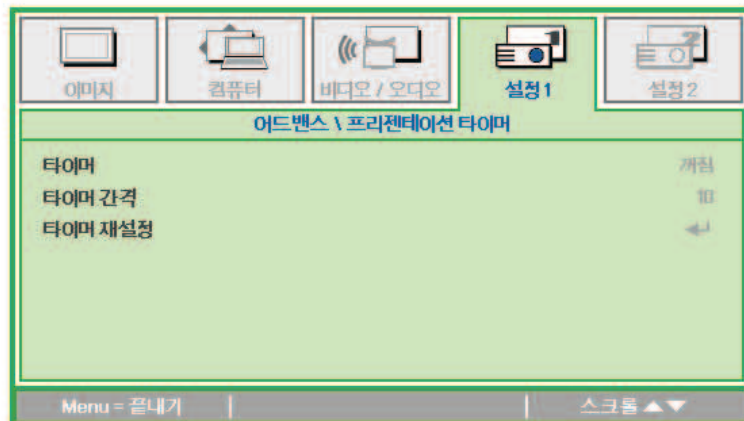 이미지
컴퓨터
비디오 / 오디오
설정 1
설정 2
어드밴스 \ 프리젠테이션 타이머
타이머 꺼짐
타이머 간격 10
타이머 재설정
Menu = 끝내기 스크롤▲▼